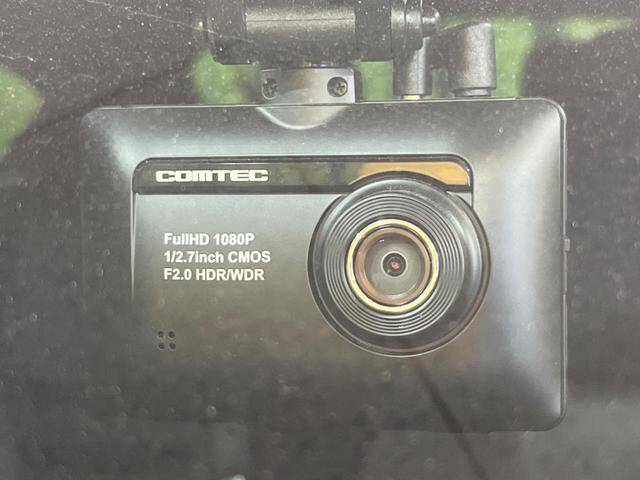 COMTEC
FullHD 1080P
1/2.7inch CMOS
F2.0 HDR/WDR